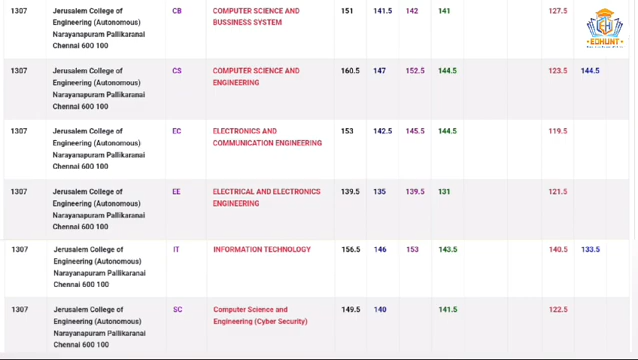 1307 Jerusalem College of CB COMPUTER SCIENCE AND 151 141.5 142 141 127.5
Engineering (Autonomous) BUSSINESS SYSTEM
Narayanapuram Pallikaranai
Chennai 600 100
EDHUNT
1307 Jerusalem College of CS COMPUTER SCIENCE AND 160.5 147 152.5 144.5 123.5 144.5
Engineering (Autonomous) ENGINEERING
Narayanapuram Pallikaranai
Chennai 600 100
1307 Jerusalem College of EC ELECTRONICS AND 153 142.5 145.5 144.5 119.5
Engineering (Autonomous) COMMUNICATION ENGINEERING
Narayanapuram Pallikaranai
Chennai 600 100
1307 Jerusalem College of EE ELECTRICAL AND ELECTRONICS 139.5 135 139.5 131 121.5
Engineering (Autonomous) ENGINEERING
Narayanapuram Pallikaranai
Chennai 600 100
1307 Jerusalem College of IT INFORMATION TECHNOLOGY 156.5 146 153 143.5 140.5 133.5
Engineering (Autonomous)
Narayanapuram Pallikaranai
Chennai 600 100
1307 Jerusalem College of SC Computer Science and 149.5 140 141.5 122.5
Engineering (Autonomous) Engineering (Cyber Security)
Narayanapuram Pallikaranai
Chennai 600 100